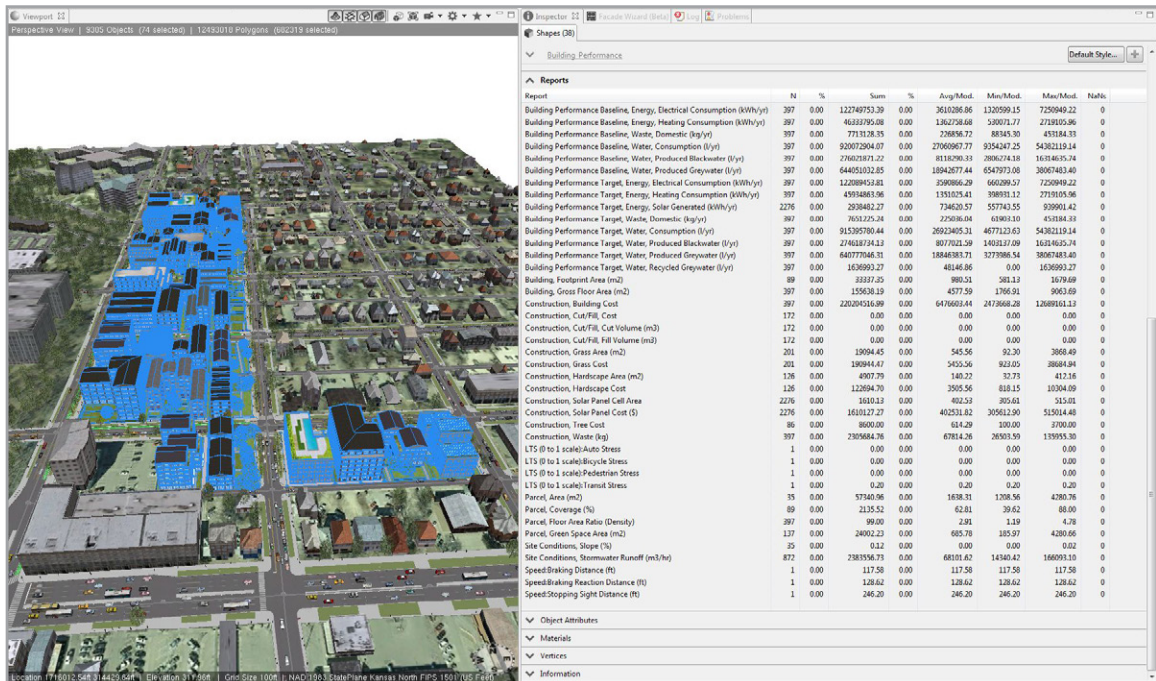 Viewport
Perspective View | 9305 Objects (74 selected) | 12493010 Polygons (682319 selected)
Location 1716012.54ft 314429.64ft | Elevation 311.96ft | Grid Size 100ft | NAD 1983 StatePlane Kansas North FIPS 1501 (US Feet)
Inspector Facade Wizard (Beta) Log Problems
Shapes (38)
Building Performance Default Style...
Reports
Report N % Sum % Avg/Mod. Min/Mod. Max/Mod. NaNs
Building Performance Baseline, Energy, Electrical Consumption (kWh/yr) 397 0.00 122749753.39 0.00 3610286.86 1320599.15 7250949.22 0
Building Performance Baseline, Energy, Heating Consumption (kWh/yr) 397 0.00 46333795.08 0.00 1362758.68 530071.77 2719105.96 0
Building Performance Baseline, Waste, Domestic (kg/yr) 397 0.00 7713128.35 0.00 226856.72 88345.30 453184.33 0
Building Performance Baseline, Water, Consumption (l/yr) 397 0.00 920072904.07 0.00 27060967.77 9354247.25 54382119.14 0
Building Performance Baseline, Water, Produced Blackwater (l/yr) 397 0.00 276021871.22 0.00 8118290.33 2806274.18 16314635.74 0
Building Performance Baseline, Water, Produced Greywater (l/yr) 397 0.00 644051032.85 0.00 18942677.44 6547973.08 38067483.40 0
Building Performance Target, Energy, Electrical Consumption (kWh/yr) 397 0.00 122089453.81 0.00 3590866.29 660299.57 7250949.22 0
Building Performance Target, Energy, Heating Consumption (kWh/yr) 397 0.00 45934863.96 0.00 1351025.41 398931.12 2719105.96 0
Building Performance Target, Energy, Solar Generated (kWh/yr) 2276 0.00 2938482.27 0.00 734620.57 557743.55 939901.42 0
Building Performance Target, Waste, Domestic (kg/yr) 397 0.00 7651225.24 0.00 225036.04 61903.10 453184.33 0
Building Performance Target, Water, Consumption (l/yr) 397 0.00 915395780.44 0.00 26923405.31 4677123.63 54382119.14 0
Building Performance Target, Water, Produced Blackwater (l/yr) 397 0.00 274618734.13 0.00 8077021.59 1403137.09 16314635.74 0
Building Performance Target, Water, Produced Greywater (l/yr) 397 0.00 640777046.31 0.00 18846383.71 3273986.54 38067483.40 0
Building Performance Target, Water, Recycled Greywater (l/yr) 397 0.00 1636993.27 0.00 48146.86 0.00 1636993.27 0
Building, Footprint Area (m2) 89 0.00 33337.35 0.00 980.51 581.13 1679.69 0
Building, Gross Floor Area (m2) 397 0.00 155638.19 0.00 4577.59 1766.91 9063.69 0
Construction, Building Cost 397 0.00 220204516.99 0.00 6476603.44 2473668.28 12689161.13 0
Construction, Cut/Fill, Cost 172 0.00 0.00 0.00 0.00 0.00 0.00 0
Construction, Cut/Fill, Cut Volume (m3) 172 0.00 0.00 0.00 0.00 0.00 0.00 0
Construction, Cut/Fill, Fill Volume (m3) 172 0.00 0.00 0.00 0.00 0.00 0.00 0
Construction, Grass Area (m2) 201 0.00 19094.45 0.00 545.56 92.30 3868.49 0
Construction, Grass Cost 201 0.00 190944.47 0.00 5455.56 923.05 38684.94 0
Construction, Hardscape Area (m2) 126 0.00 4907.79 0.00 140.22 32.73 412.16 0
Construction, Hardscape Cost 126 0.00 122694.70 0.00 3505.56 818.15 10304.09 0
Construction, Solar Panel Cell Area 2276 0.00 1610.13 0.00 402.53 305.61 515.01 0
Construction, Solar Panel Cost ($) 2276 0.00 1610127.27 0.00 402531.82 305612.90 515014.48 0
Construction, Tree Cost 86 0.00 8600.00 0.00 614.29 100.00 3700.00 0
Construction, Waste (kg) 397 0.00 2305684.76 0.00 67814.26 26503.59 135955.30 0
LTS (0 to 1 scale):Auto Stress 1 0.00 0.00 0.00 0.00 0.00 0.00 0
LTS (0 to 1 scale):Bicycle Stress 1 0.00 0.00 0.00 0.00 0.00 0.00 0
LTS (0 to 1 scale):Pedestrian Stress 1 0.00 0.00 0.00 0.00 0.00 0.00 0
LTS (0 to 1 scale):Transit Stress 1 0.00 0.20 0.00 0.20 0.20 0.20 0
Parcel, Area (m2) 35 0.00 57340.96 0.00 1638.31 1208.56 4280.76 0
Parcel, Coverage (%) 89 0.00 2135.52 0.00 62.81 39.62 88.00 0
Parcel, Floor Area Ratio (Density) 397 0.00 99.00 0.00 2.91 1.19 4.78 0
Parcel, Green Space Area (m2) 137 0.00 24002.23 0.00 685.78 185.97 4280.66 0
Site Conditions, Slope (%) 35 0.00 0.12 0.00 0.00 0.00 0.02 0
Site Conditions, Stormwater Runoff (m3/hr) 872 0.00 2383556.73 0.00 68101.62 14340.42 166093.10 0
Speed:Braking Distance (ft) 1 0.00 117.58 0.00 117.58 117.58 117.58 0
Speed:Braking Reaction Distance (ft) 1 0.00 128.62 0.00 128.62 128.62 128.62 0
Speed:Stopping Sight Distance (ft) 1 0.00 246.20 0.00 246.20 246.20 246.20 0
Object Attributes
Materials
Vertices
Information